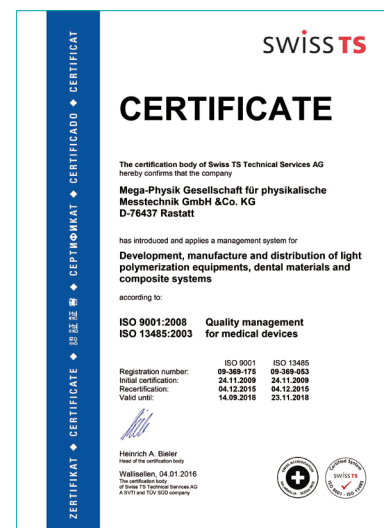 swiss TS
CERTIFICATE
The certification body of Swiss TS Technical Services AG
hereby confirms that the company
Mega-Physik Gesellschaft für physikalische
Messtechnik GmbH &Co. KG
D-76437 Rastatt
has introduced and applies a management system for
Development, manufacture and distribution of light
polymerization equipments, dental materials and
composite systems
according to:
ISO 9001:2008 Quality management
ISO 13485:2003 for medical devices
ISO 9001 ISO 13485
Registration number: 09-369-175 09-369-053
Initial certification: 24.11.2009 24.11.2009
Recertification: 04.12.2015 04.12.2015
Valid until: 14.09.2018 23.11.2018
Heinrich A. Bieler
Head of the certification body
Wallisellen, 04.01.2016
The certification body
of Swiss TS Technical Services AG
A SVTI and TÜV SÜD company
ZERTIFIKAT ◆ CERTIFICATE ◆ 認証証書 ◆ СЕРТИФИКАТ ◆ CERTIFICADO ◆ CERTIFICAT
Certified System
swiss TS
ISO 9001 - ISO 13485